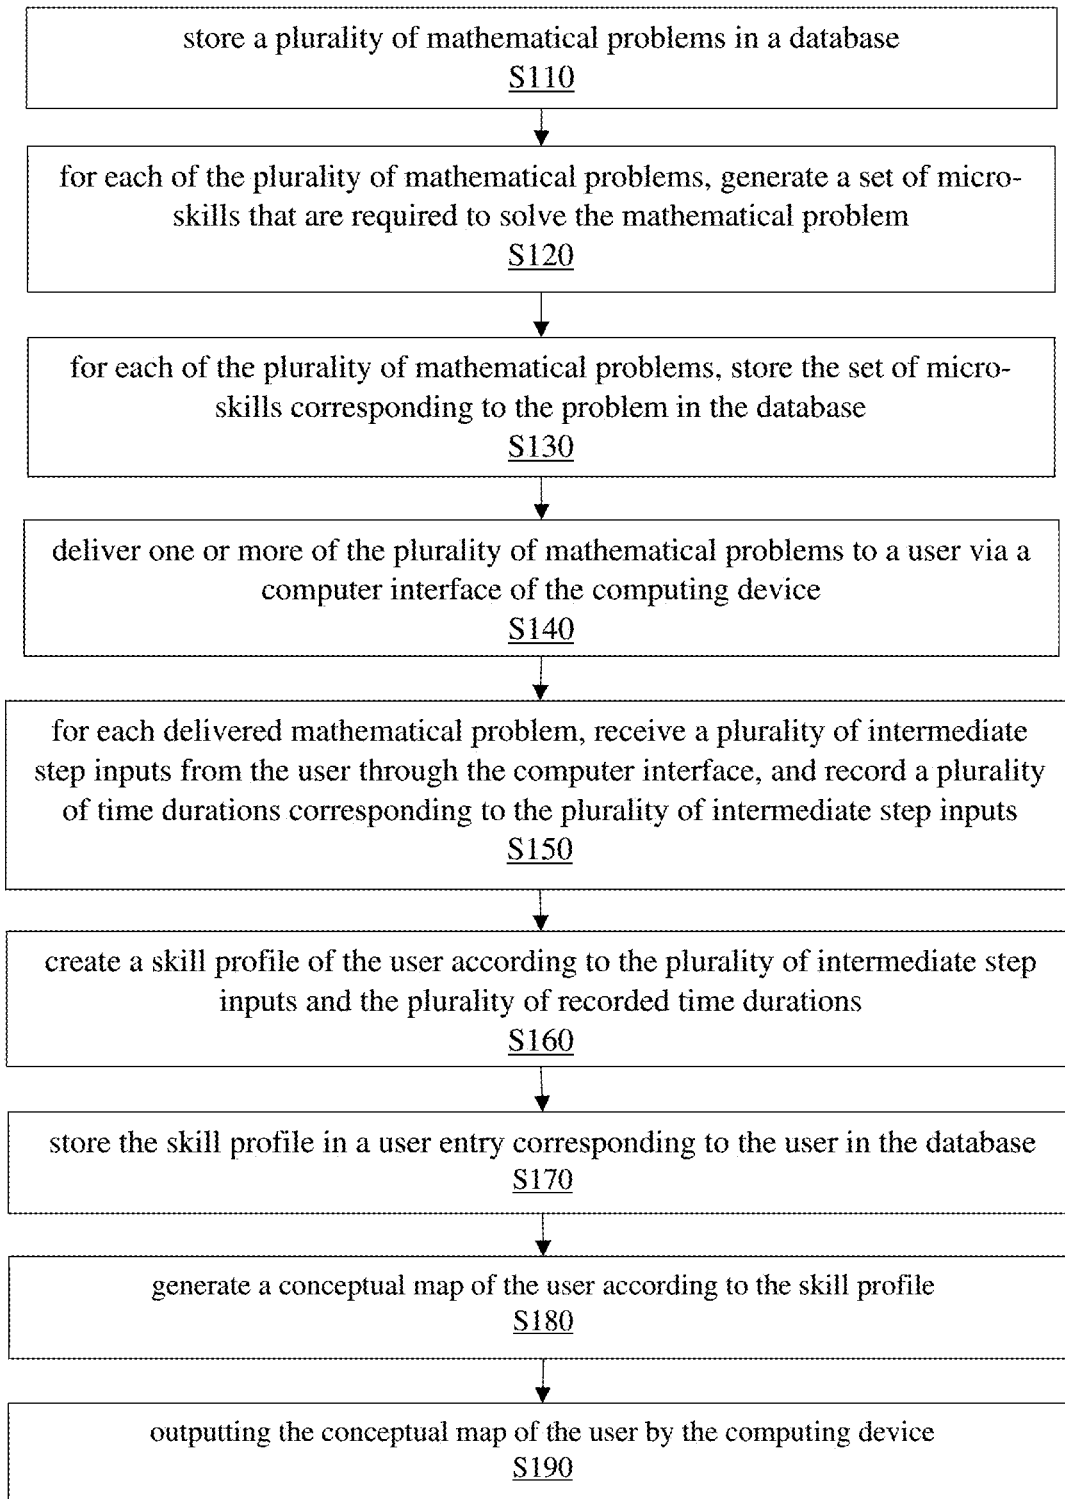 store a plurality of mathematical problems in a database
S110
for each of the plurality of mathematical problems, generate a set of micro-
skills that are required to solve the mathematical problem
S120
for each of the plurality of mathematical problems, store the set of micro-
skills corresponding to the problem in the database
S130
deliver one or more of the plurality of mathematical problems to a user via a
computer interface of the computing device
S140
for each delivered mathematical problem, receive a plurality of intermediate
step inputs from the user through the computer interface, and record a plurality
of time durations corresponding to the plurality of intermediate step inputs
S150
create a skill profile of the user according to the plurality of intermediate step
inputs and the plurality of recorded time durations
S160
store the skill profile in a user entry corresponding to the user in the database
S170
generate a conceptual map of the user according to the skill profile
S180
outputting the conceptual map of the user by the computing device
S190